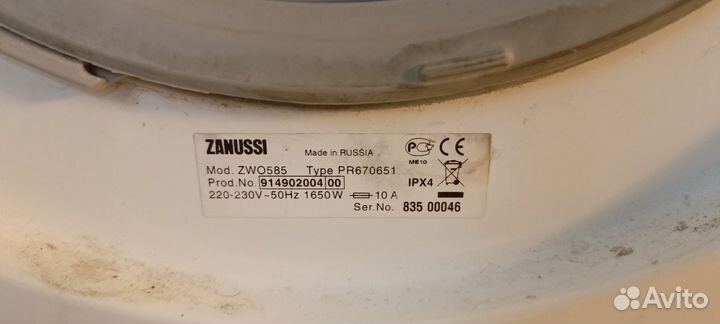 ZANUSSI Made in RUSSIA PC CE
Mod. ZWO585 Type PR670651 ME10
Prod.No. 914902004 00 IPX4
220-230V~50Hz 1650W 10 A
Ser.No. 835 00046
Avito